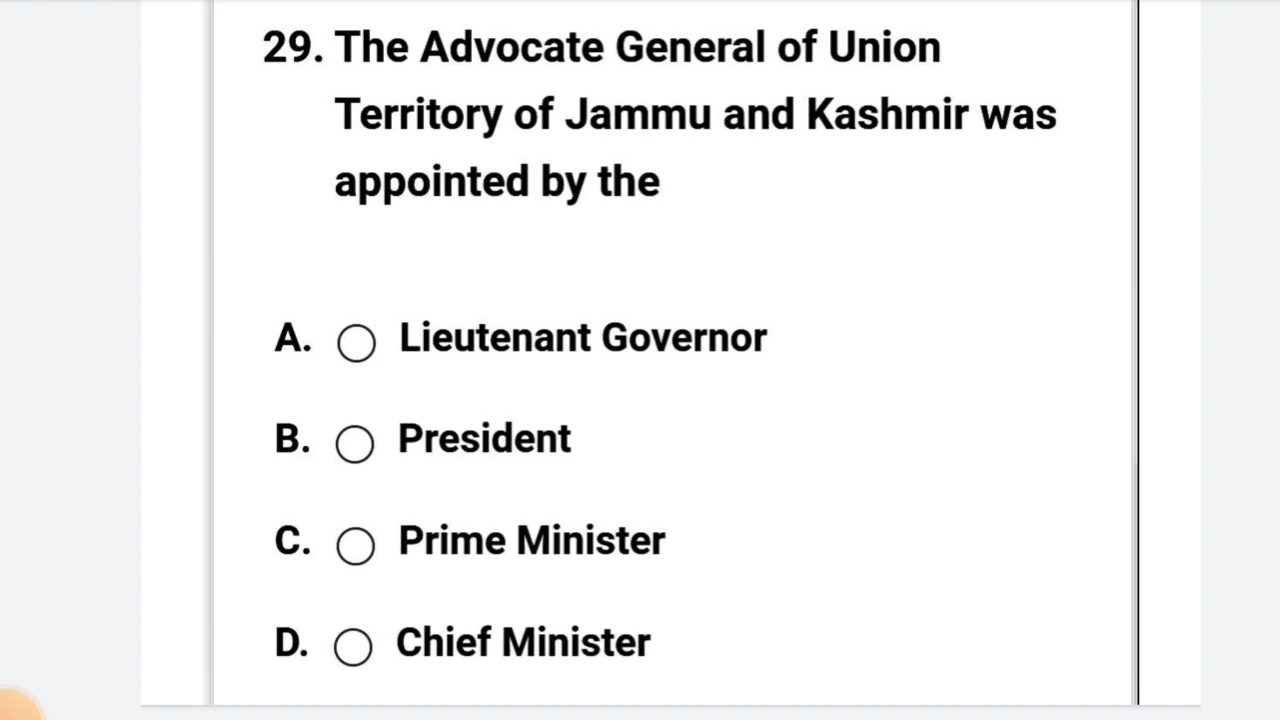 29. The Advocate General of Union
Territory of Jammu and Kashmir was
appointed by the
A. Lieutenant Governor
B. President
C. Prime Minister
D. Chief Minister